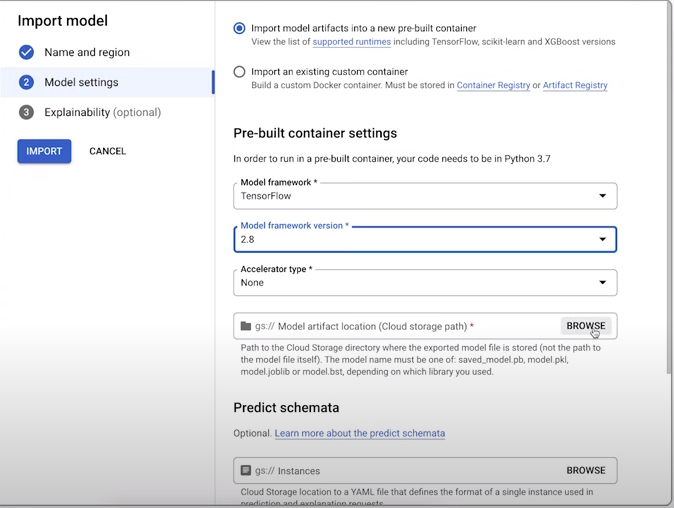 Import model
Name and region
2 Model settings
3 Explainability (optional)
IMPORT CANCEL
Import model artifacts into a new pre-built container
View the list of supported runtimes including TensorFlow, scikit-learn and XGBoost versions
Import an existing custom container
Build a custom Docker container. Must be stored in Container Registry or Artifact Registry
Pre-built container settings
In order to run in a pre-built container, your code needs to be in Python 3.7
Model framework *
TensorFlow
Model framework version *
2.8
Accelerator type *
None
gs:// Model artifact location (Cloud storage path) * BROWSE
Path to the Cloud Storage directory where the exported model file is stored (not the path
to the model file itself). The model name must be one of: saved_model.pb, model.pkl,
model.joblib or model.bst, depending on which library you used.
Predict schemata
Optional. Learn more about the predict schemata
gs:// Instances BROWSE
Cloud Storage location to a YAML file that defines the format of a single instance used in
prediction and explanation requests.